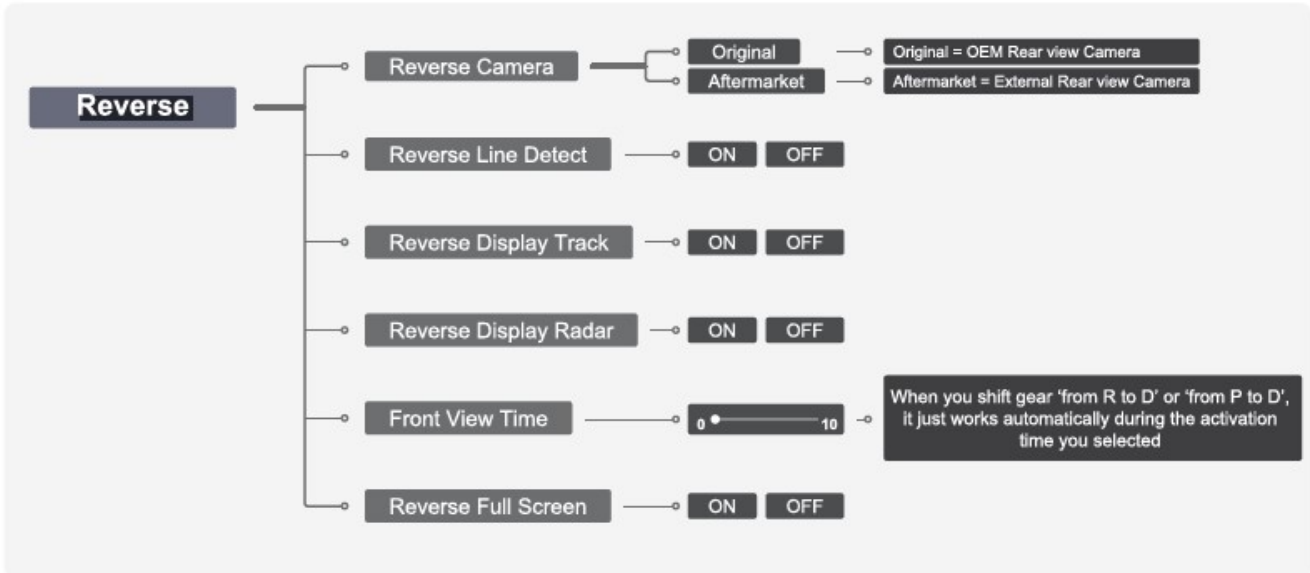 Reverse
Reverse Camera
Original
Original = OEM Rear view Camera
Aftermarket
Aftermarket = External Rear view Camera
Reverse Line Detect
ON OFF
Reverse Display Track
ON OFF
Reverse Display Radar
ON OFF
Front View Time
0 10
When you shift gear ‘from R to D’ or ‘from P to D’,
it just works automatically during the activation
time you selected
Reverse Full Screen
ON OFF